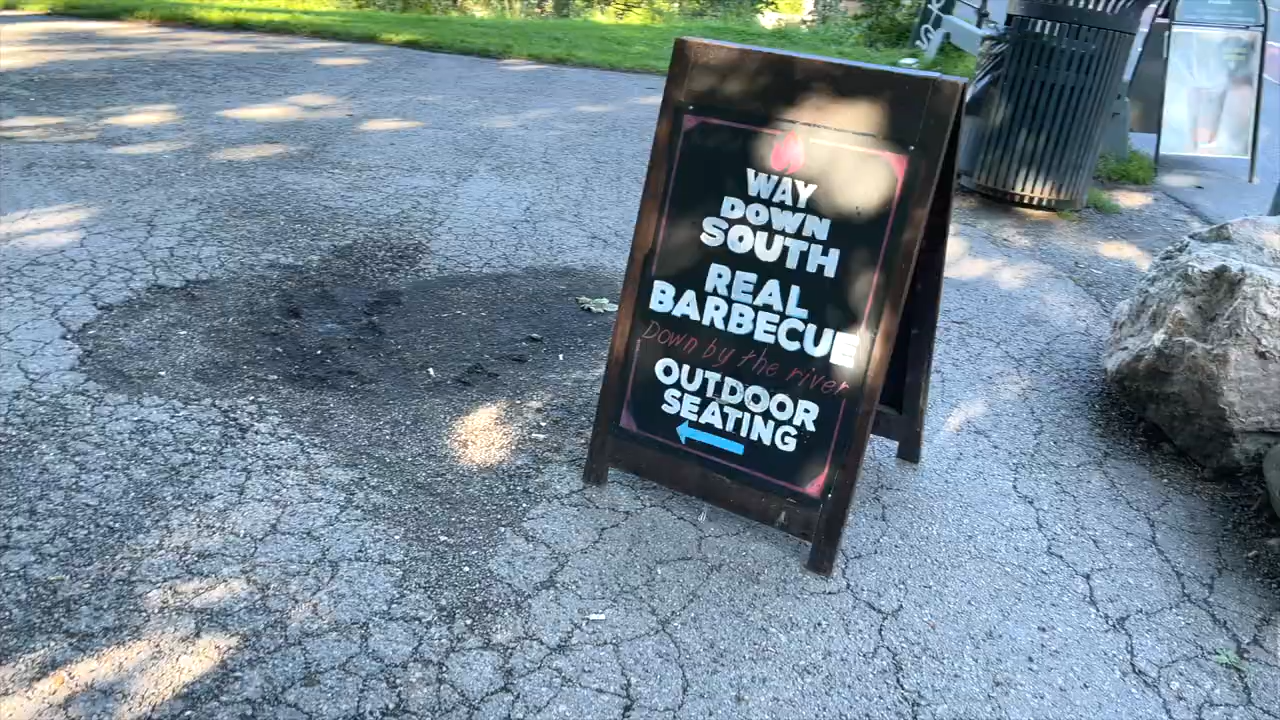 WAY
DOWN
SOUTH
REAL
BARBECUE
Down by the river
OUTDOOR
SEATING